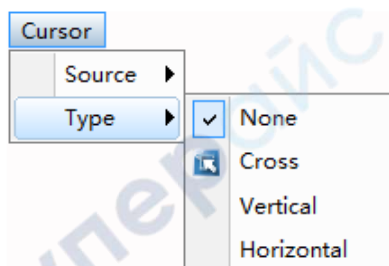 Cursor
Source
Type
None
Cross
Vertical
Horizontal